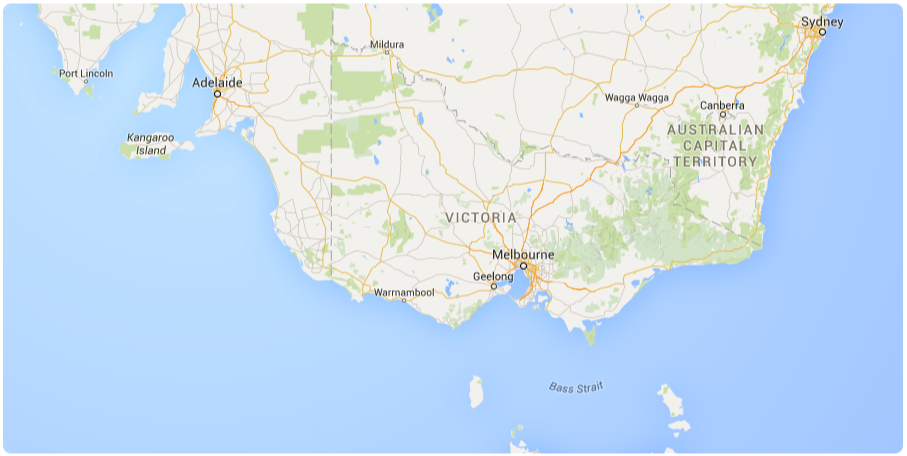 Sydney
Mildura
Port Lincoln
Adelaide
Wagga Wagga
Canberra
AUSTRALIAN
CAPITAL
TERRITORY
Kangaroo
Island
VICTORIA
Melbourne
Geelong
Warrnambool
Bass Strait